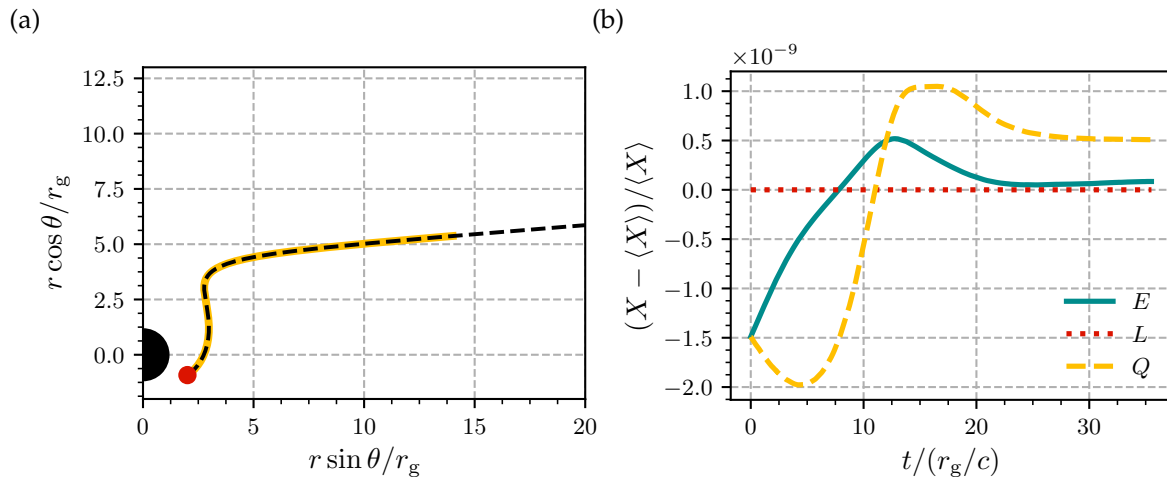 (a)
12.5
10.0
7.5
5.0
2.5
0.0
0
5
10
15
20
r cos θ/r_g
r sin θ/r_g
(b)
×10⁻⁹
1.0
0.5
0.0
−0.5
−1.0
−1.5
−2.0
0
10
20
30
(X − ⟨X⟩)/⟨X⟩
t/(r_g/c)
E
L
Q